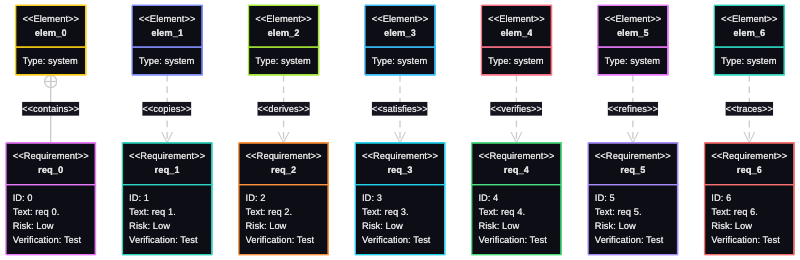 <<Element>>
elem_0
Type: system
<<Element>>
elem_1
Type: system
<<Element>>
elem_2
Type: system
<<Element>>
elem_3
Type: system
<<Element>>
elem_4
Type: system
<<Element>>
elem_5
Type: system
<<Element>>
elem_6
Type: system
<<contains>>
<<copies>>
<<derives>>
<<satisfies>>
<<verifies>>
<<refines>>
<<traces>>
<<Requirement>>
req_0
ID: 0
Text: req 0.
Risk: Low
Verification: Test
<<Requirement>>
req_1
ID: 1
Text: req 1.
Risk: Low
Verification: Test
<<Requirement>>
req_2
ID: 2
Text: req 2.
Risk: Low
Verification: Test
<<Requirement>>
req_3
ID: 3
Text: req 3.
Risk: Low
Verification: Test
<<Requirement>>
req_4
ID: 4
Text: req 4.
Risk: Low
Verification: Test
<<Requirement>>
req_5
ID: 5
Text: req 5.
Risk: Low
Verification: Test
<<Requirement>>
req_6
ID: 6
Text: req 6.
Risk: Low
Verification: Test